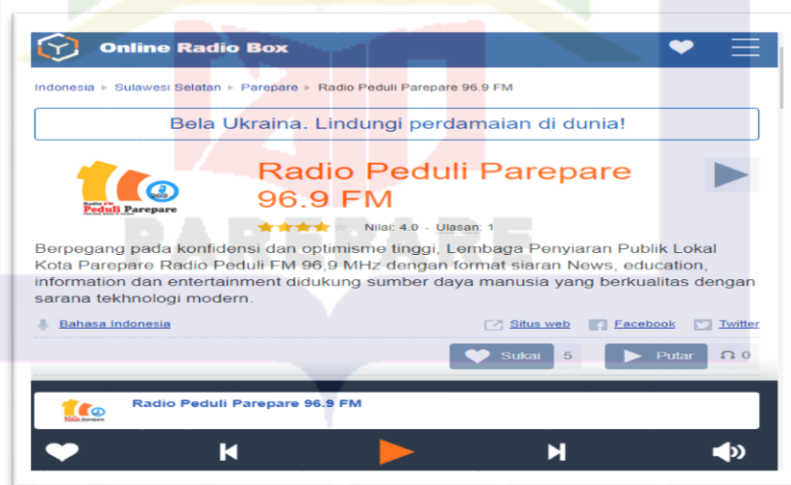 Online Radio Box
Indonesia ▸ Sulawesi Selatan ▸ Parepare ▸ Radio Peduli Parepare 96.9 FM
Bela Ukraina. Lindungi perdamaian di dunia!
Radio Peduli Parepare
96.9 FM
Peduli Parepare
Nilai: 4.0 - Ulasan: 1
PAREPARE
Berpegang pada konfidensi dan optimisme tinggi, Lembaga Penyiaran Publik Lokal
Kota Parepare Radio Peduli FM 96,9 MHz dengan format siaran News, education,
information dan entertainment didukung sumber daya manusia yang berkualitas dengan
sarana tekhnologi modern.
Bahasa Indonesia Situs web Facebook Twitter
Sukai 5 Putar 0
Radio Peduli Parepare 96.9 FM